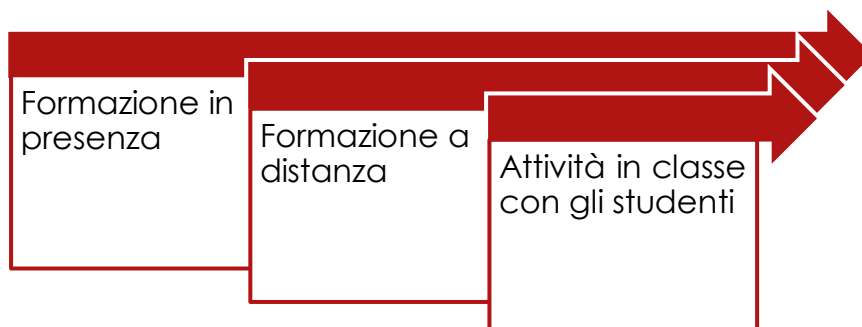 Formazione in
presenza
Formazione a
distanza
Attività in classe
con gli studenti